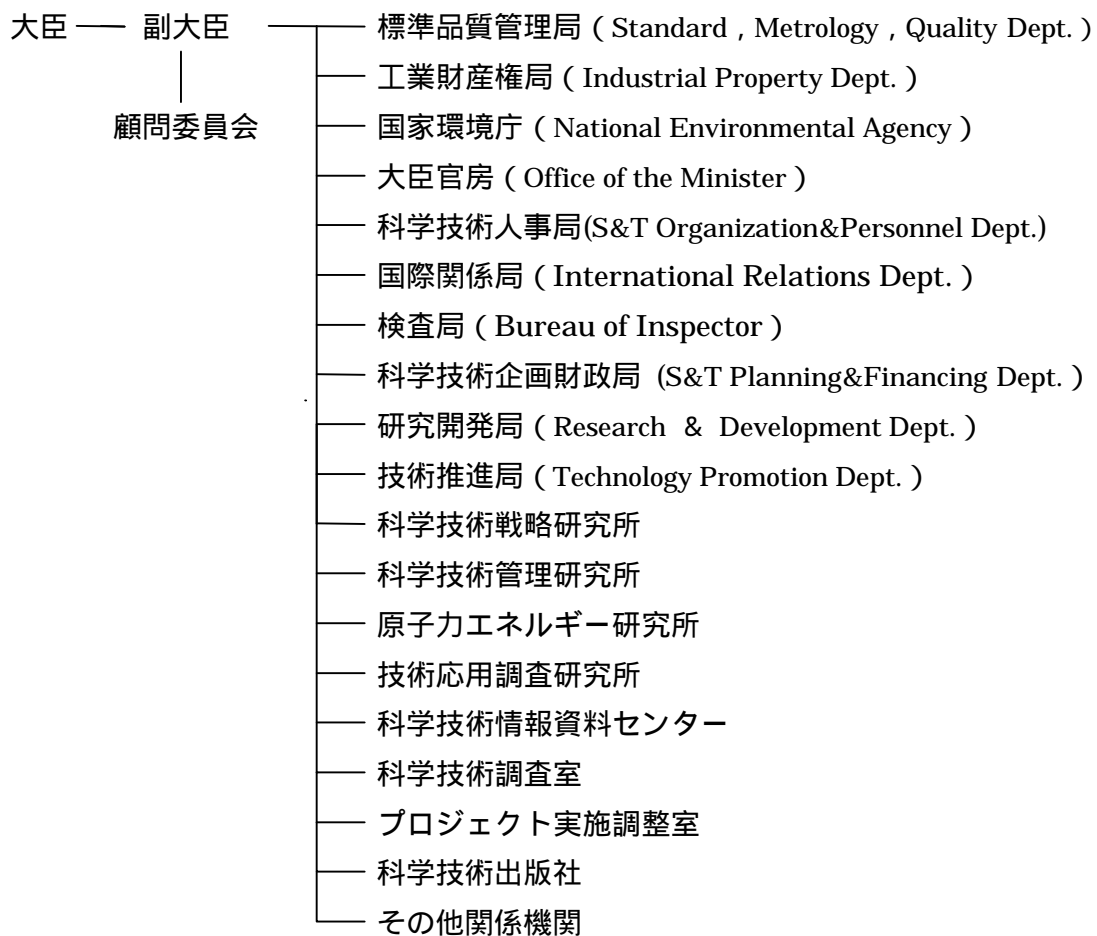 大臣 副大臣 標準品質管理局 ( Standard , Metrology , Quality Dept. )
工業財産権局 ( Industrial Property Dept. )
顧問委員会 国家環境庁 ( National Environmental Agency )
大臣官房 ( Office of the Minister )
科学技術人事局(S&T Organization&Personnel Dept.)
国際関係局 ( International Relations Dept. )
検査局 ( Bureau of Inspector )
科学技術企画財政局 (S&T Planning&Financing Dept. )
研究開発局 ( Research & Development Dept. )
技術推進局 ( Technology Promotion Dept. )
科学技術戦略研究所
科学技術管理研究所
原子力エネルギー研究所
技術応用調査研究所
科学技術情報資料センター
科学技術調査室
プロジェクト実施調整室
科学技術出版社
その他関係機関